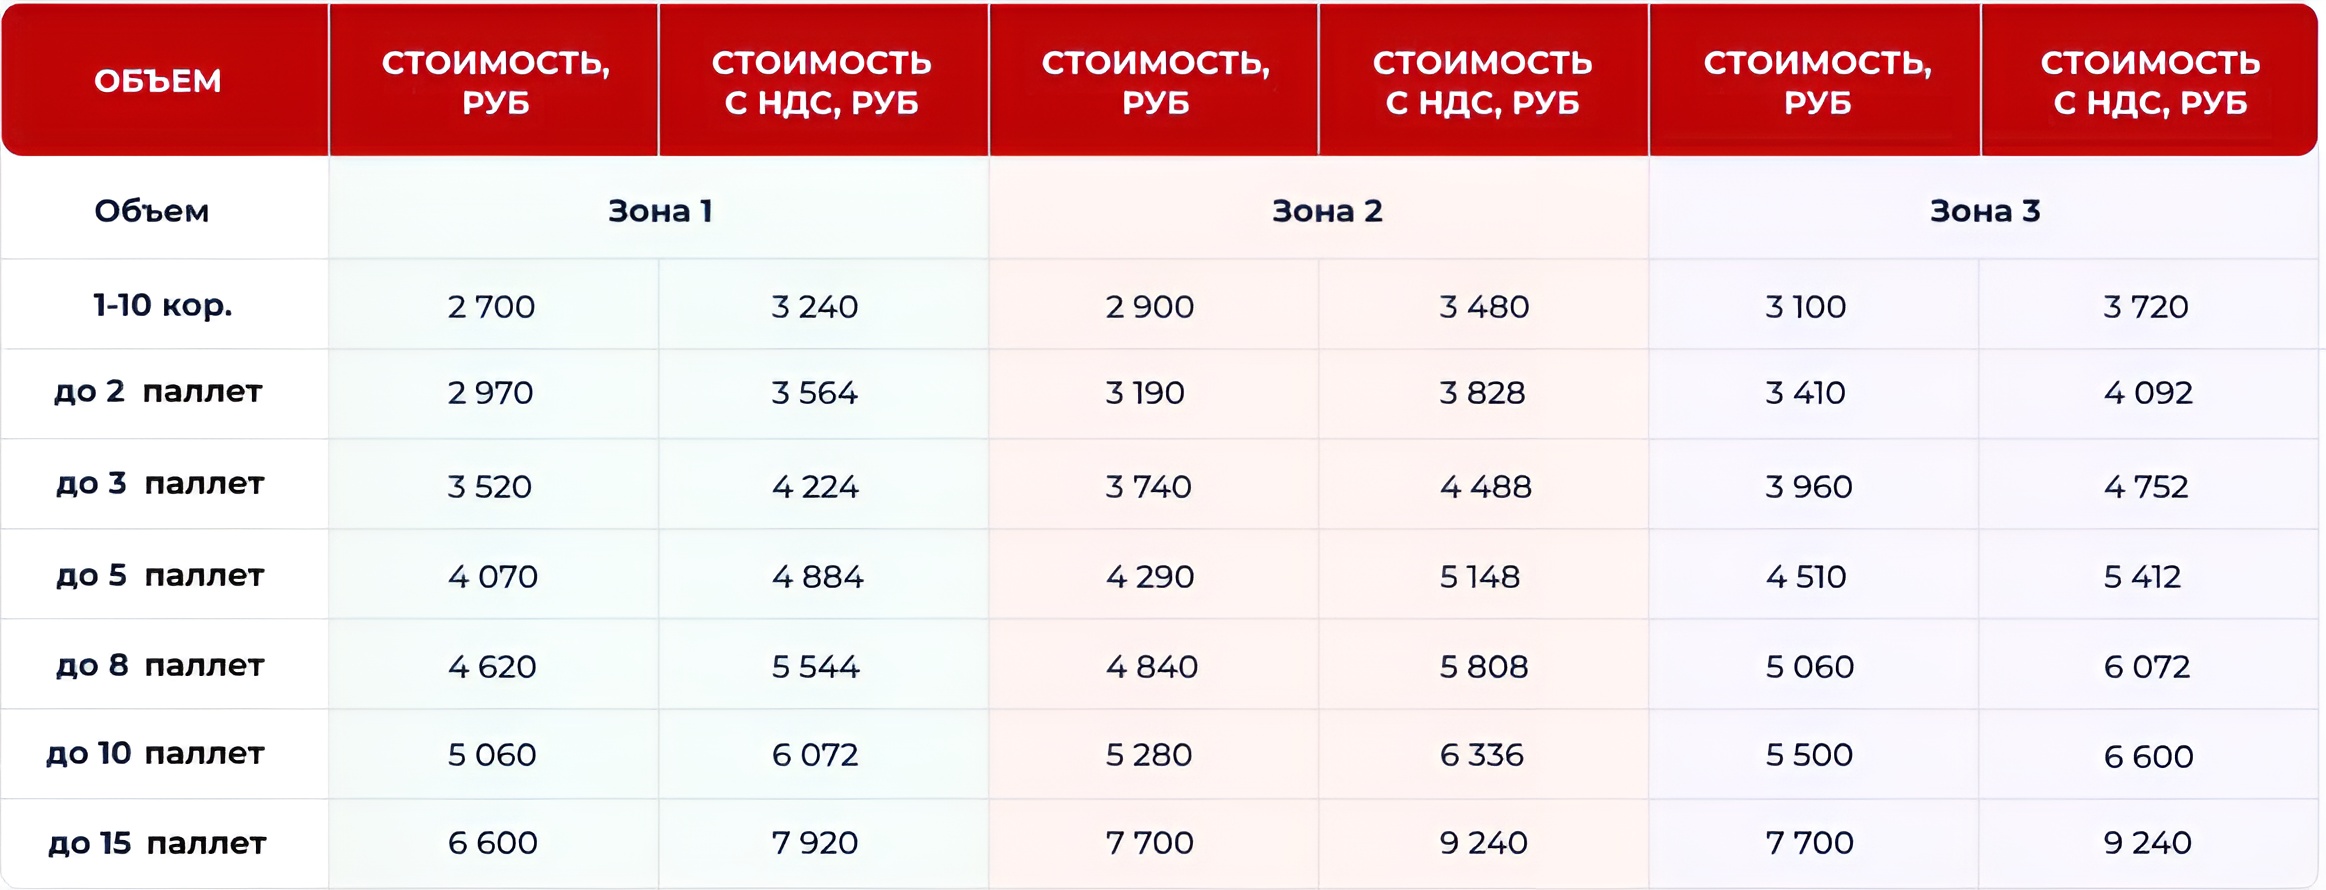 ОБЪЕМ СТОИМОСТЬ, РУБ СТОИМОСТЬ С НДС, РУБ СТОИМОСТЬ, РУБ СТОИМОСТЬ С НДС, РУБ СТОИМОСТЬ, РУБ СТОИМОСТЬ С НДС, РУБ
Объем Зона 1 Зона 2 Зона 3
1-10 кор. 2 700 3 240 2 900 3 480 3 100 3 720
до 2 паллет 2 970 3 564 3 190 3 828 3 410 4 092
до 3 паллет 3 520 4 224 3 740 4 488 3 960 4 752
до 5 паллет 4 070 4 884 4 290 5 148 4 510 5 412
до 8 паллет 4 620 5 544 4 840 5 808 5 060 6 072
до 10 паллет 5 060 6 072 5 280 6 336 5 500 6 600
до 15 паллет 6 600 7 920 7 700 9 240 7 700 9 240